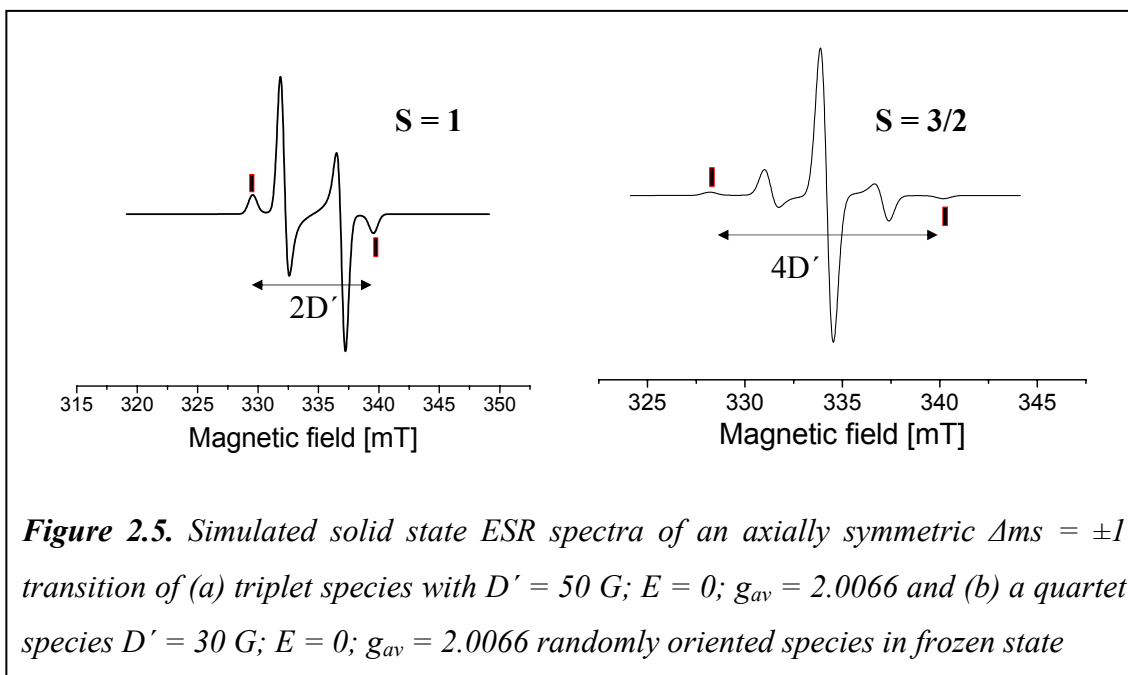 S = 1
S = 3/2
2D´
4D´
315 320 325 330 335 340 345 350
325 330 335 340 345
Magnetic field [mT]
Magnetic field [mT]
Figure 2.5. Simulated solid state ESR spectra of an axially symmetric Δms = ±1
transition of (a) triplet species with D´ = 50 G; E = 0; gav = 2.0066 and (b) a quartet
species D´ = 30 G; E = 0; gav = 2.0066 randomly oriented species in frozen state